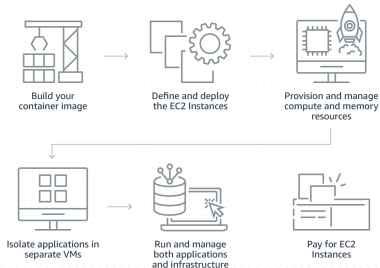 Build your
container image
Define and deploy
the EC2 Instances
Provision and manage
compute and memory
resources
Isolate applications in
separate VMs
Run and manage
both applications
and infrastructure
Pay for EC2
Instances